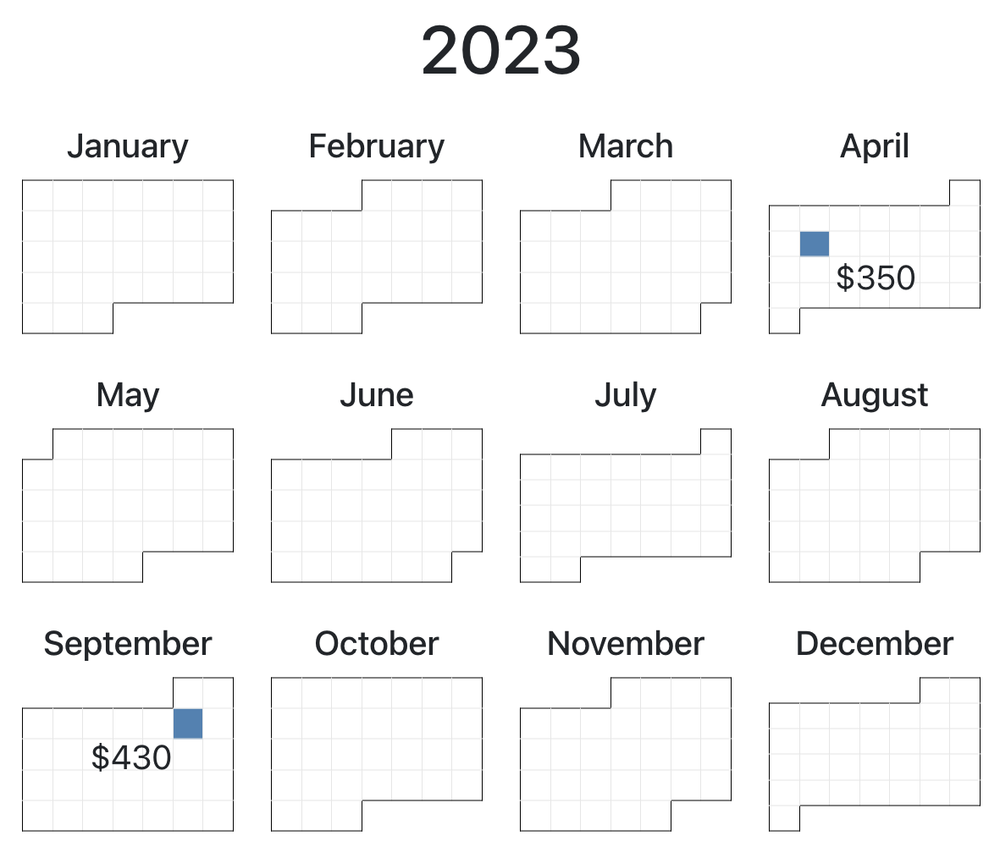 2023
January
February
March
April
$350
May
June
July
August
September
October
November
December
$430